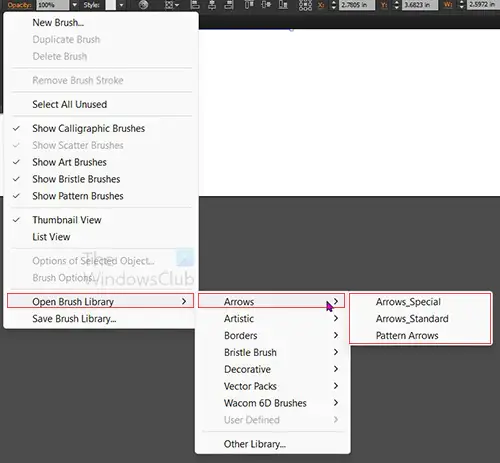 Opacity: 100% Style: X: 2.7805 in Y: 3.6823 in W: 2.5972 in
New Brush...
Duplicate Brush
Delete Brush
Remove Brush Stroke
Select All Unused
Show Calligraphic Brushes
Show Scatter Brushes
Show Art Brushes
Show Bristle Brushes
Show Pattern Brushes
Thumbnail View
List View
Options of Selected Object...
Brush Options...
The
WindowsClub
Open Brush Library
Save Brush Library...
Arrows
Artistic
Borders
Bristle Brush
Decorative
Vector Packs
Wacom 6D Brushes
User Defined
Other Library...
Arrows_Special
Arrows_Standard
Pattern Arrows